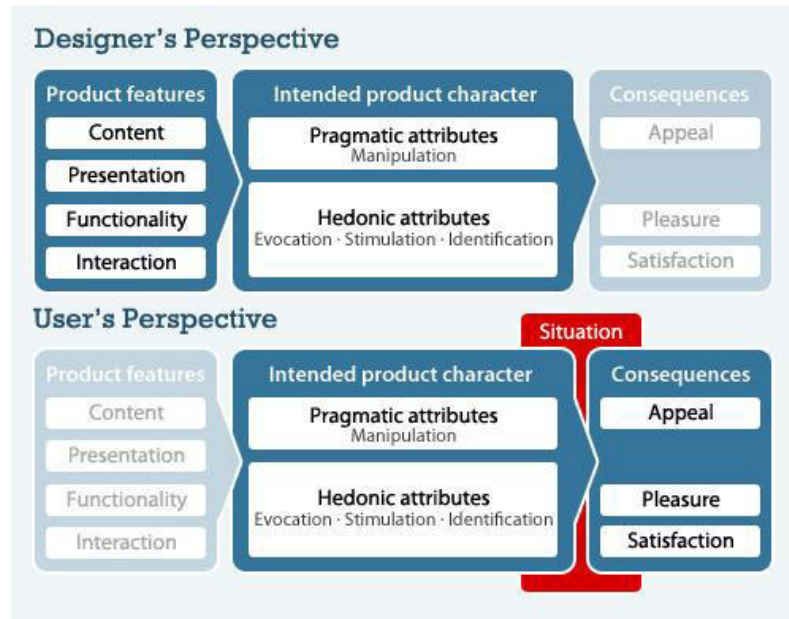 Designer's Perspective
Product features
Content
Presentation
Functionality
Interaction
Intended product character
Pragmatic attributes
Manipulation
Hedonic attributes
Evocation · Stimulation · Identification
Consequences
Appeal
Pleasure
Satisfaction
User's Perspective
Situation
Product features
Content
Presentation
Functionality
Interaction
Intended product character
Pragmatic attributes
Manipulation
Hedonic attributes
Evocation · Stimulation · Identification
Consequences
Appeal
Pleasure
Satisfaction